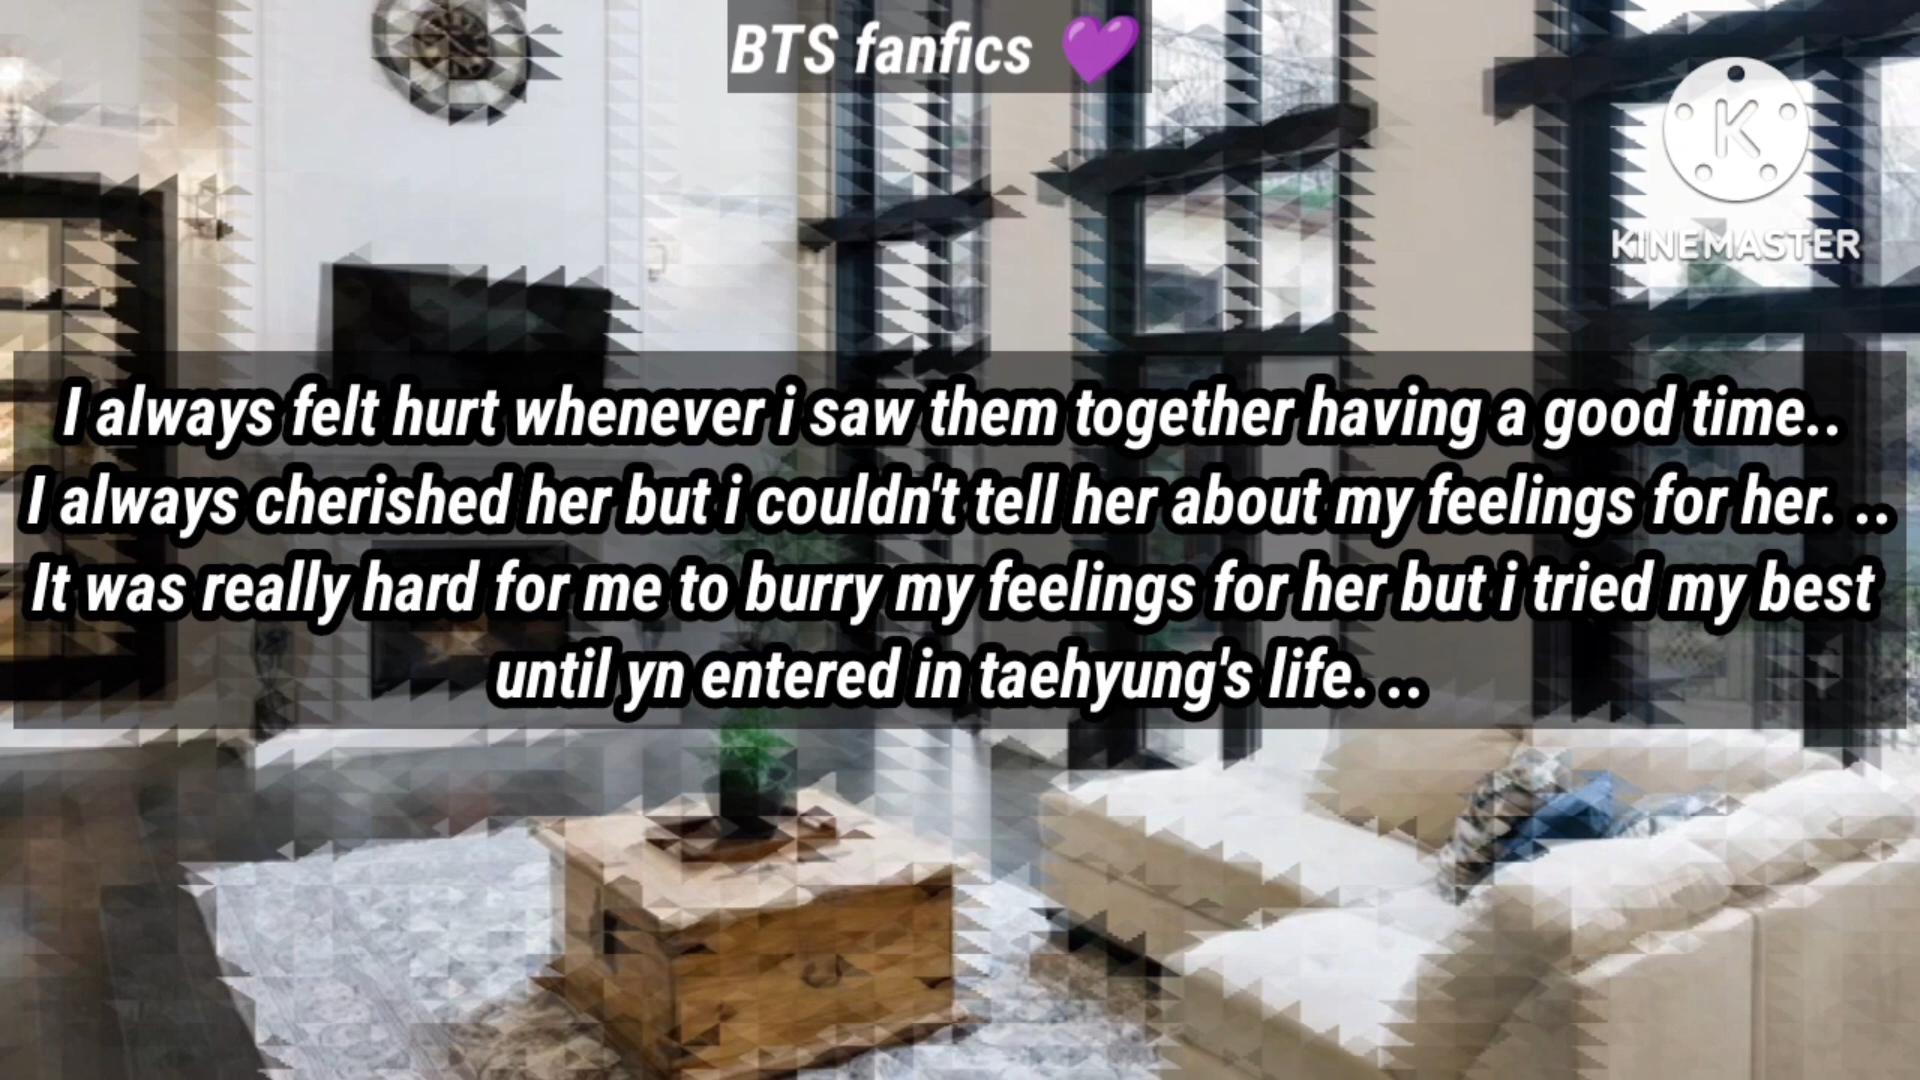 BTS fanfics 💜
K
KINEMASTER
I always felt hurt whenever i saw them together having a good time..
I always cherished her but i couldn't tell her about my feelings for her. ..
It was really hard for me to burry my feelings for her but i tried my best
until yn entered in taehyung's life. ..